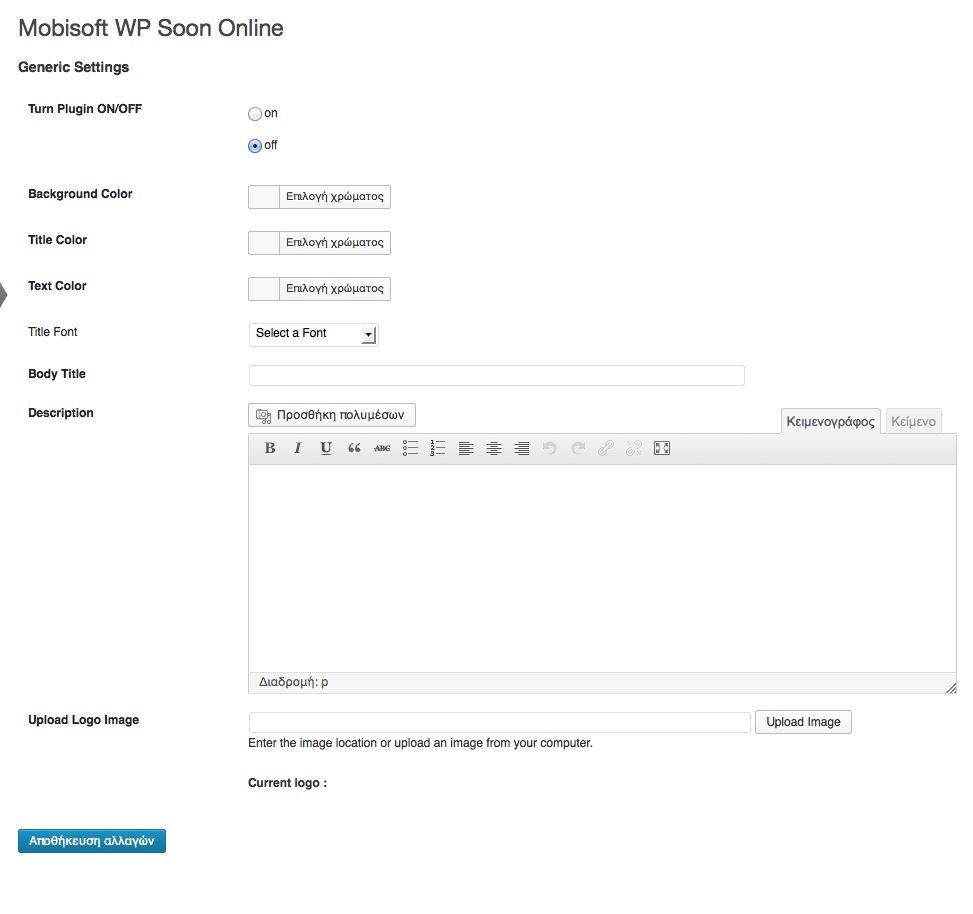 Mobisoft WP Soon Online
Generic Settings
Turn Plugin ON/OFF
on
off
Background Color
Επιλογή χρώματος
Title Color
Επιλογή χρώματος
Text Color
Επιλογή χρώματος
Title Font
Select a Font
Body Title
Description
Προσθήκη πολυμέσων
Κειμενογράφος
Κείμενο
B I U “ ABC
Διαδρομή: p
Upload Logo Image
Upload Image
Enter the image location or upload an image from your computer.
Current logo :
Αποθήκευση αλλαγών